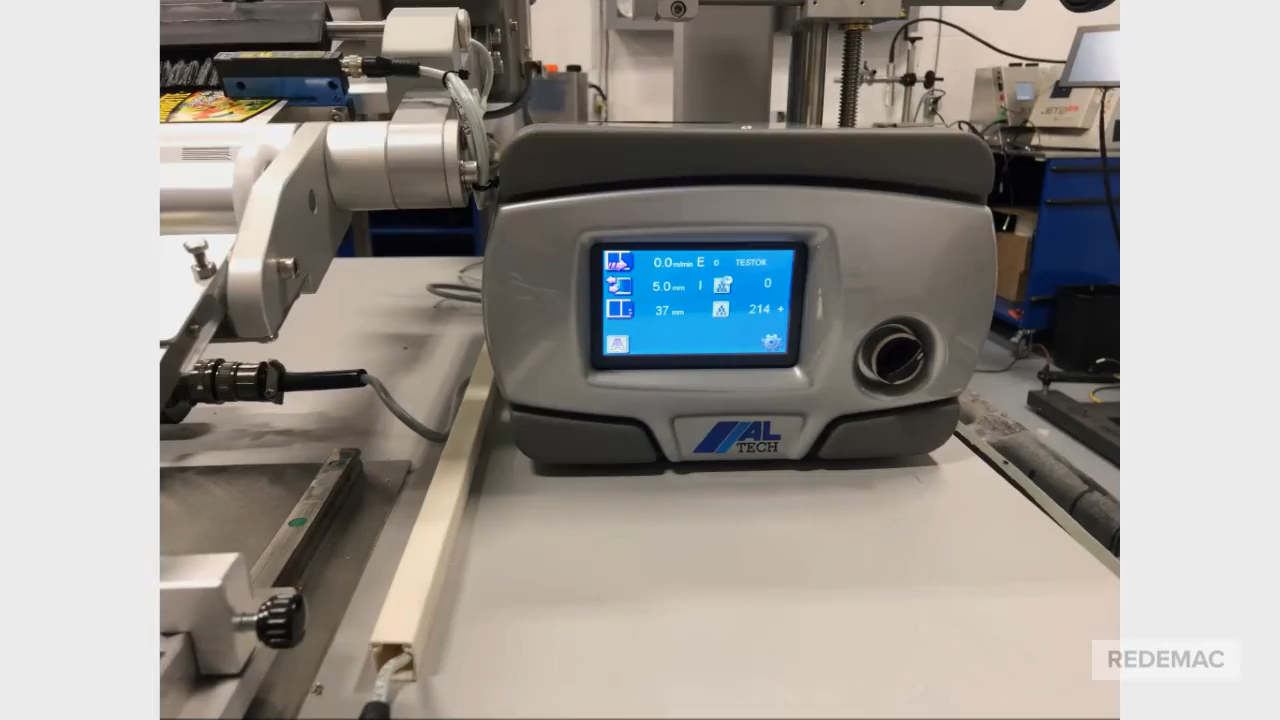 0.0 m/min E 0 TESTOK
5.0 mm I 0
37 mm 214 +
AL
TECH
REDEMAC